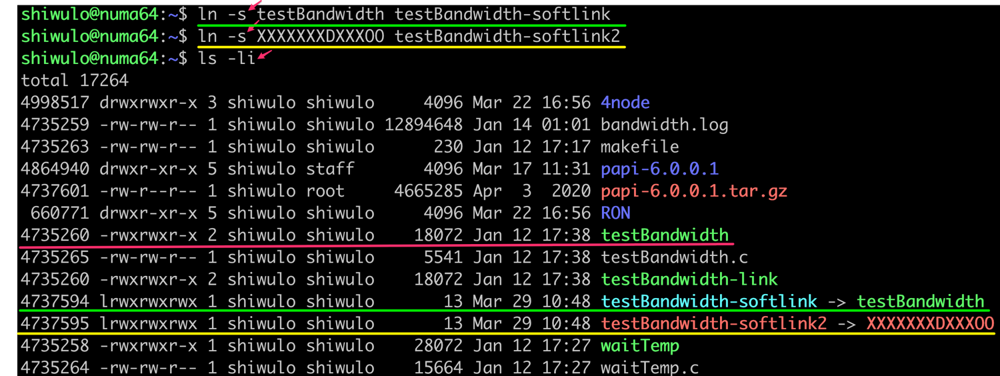 shiwulo@numa64:~$ ln -s testBandwidth testBandwidth-softlink
shiwulo@numa64:~$ ln -s XXXXXXXDXXXOO testBandwidth-softlink2
shiwulo@numa64:~$ ls -li
total 17264
4998517 drwxrwxr-x 3 shiwulo shiwulo     4096 Mar 22 16:56 4node
4735259 -rw-rw-r-- 1 shiwulo shiwulo 12894648 Jan 14 01:01 bandwidth.log
4735263 -rw-rw-r-- 1 shiwulo shiwulo      230 Jan 12 17:17 makefile
4864940 drwxr-xr-x 5 shiwulo staff       4096 Mar 17 11:31 papi-6.0.0.1
4737601 -rw-r--r-- 1 shiwulo root     4665285 Apr  3  2020 papi-6.0.0.1.tar.gz
 660771 drwxr-xr-x 5 shiwulo shiwulo     4096 Mar 22 16:56 RON
4735260 -rwxrwxr-x 2 shiwulo shiwulo    18072 Jan 12 17:38 testBandwidth
4735265 -rw-rw-r-- 1 shiwulo shiwulo     5541 Jan 12 17:38 testBandwidth.c
4735260 -rwxrwxr-x 2 shiwulo shiwulo    18072 Jan 12 17:38 testBandwidth-link
4737594 lrwxrwxrwx 1 shiwulo shiwulo       13 Mar 29 10:48 testBandwidth-softlink -> testBandwidth
4737595 lrwxrwxrwx 1 shiwulo shiwulo       13 Mar 29 10:48 testBandwidth-softlink2 -> XXXXXXXDXXXOO
4735258 -rwxrwxr-x 1 shiwulo shiwulo    28072 Jan 12 17:27 waitTemp
4735264 -rw-rw-r-- 1 shiwulo shiwulo    15664 Jan 12 17:27 waitTemp.c